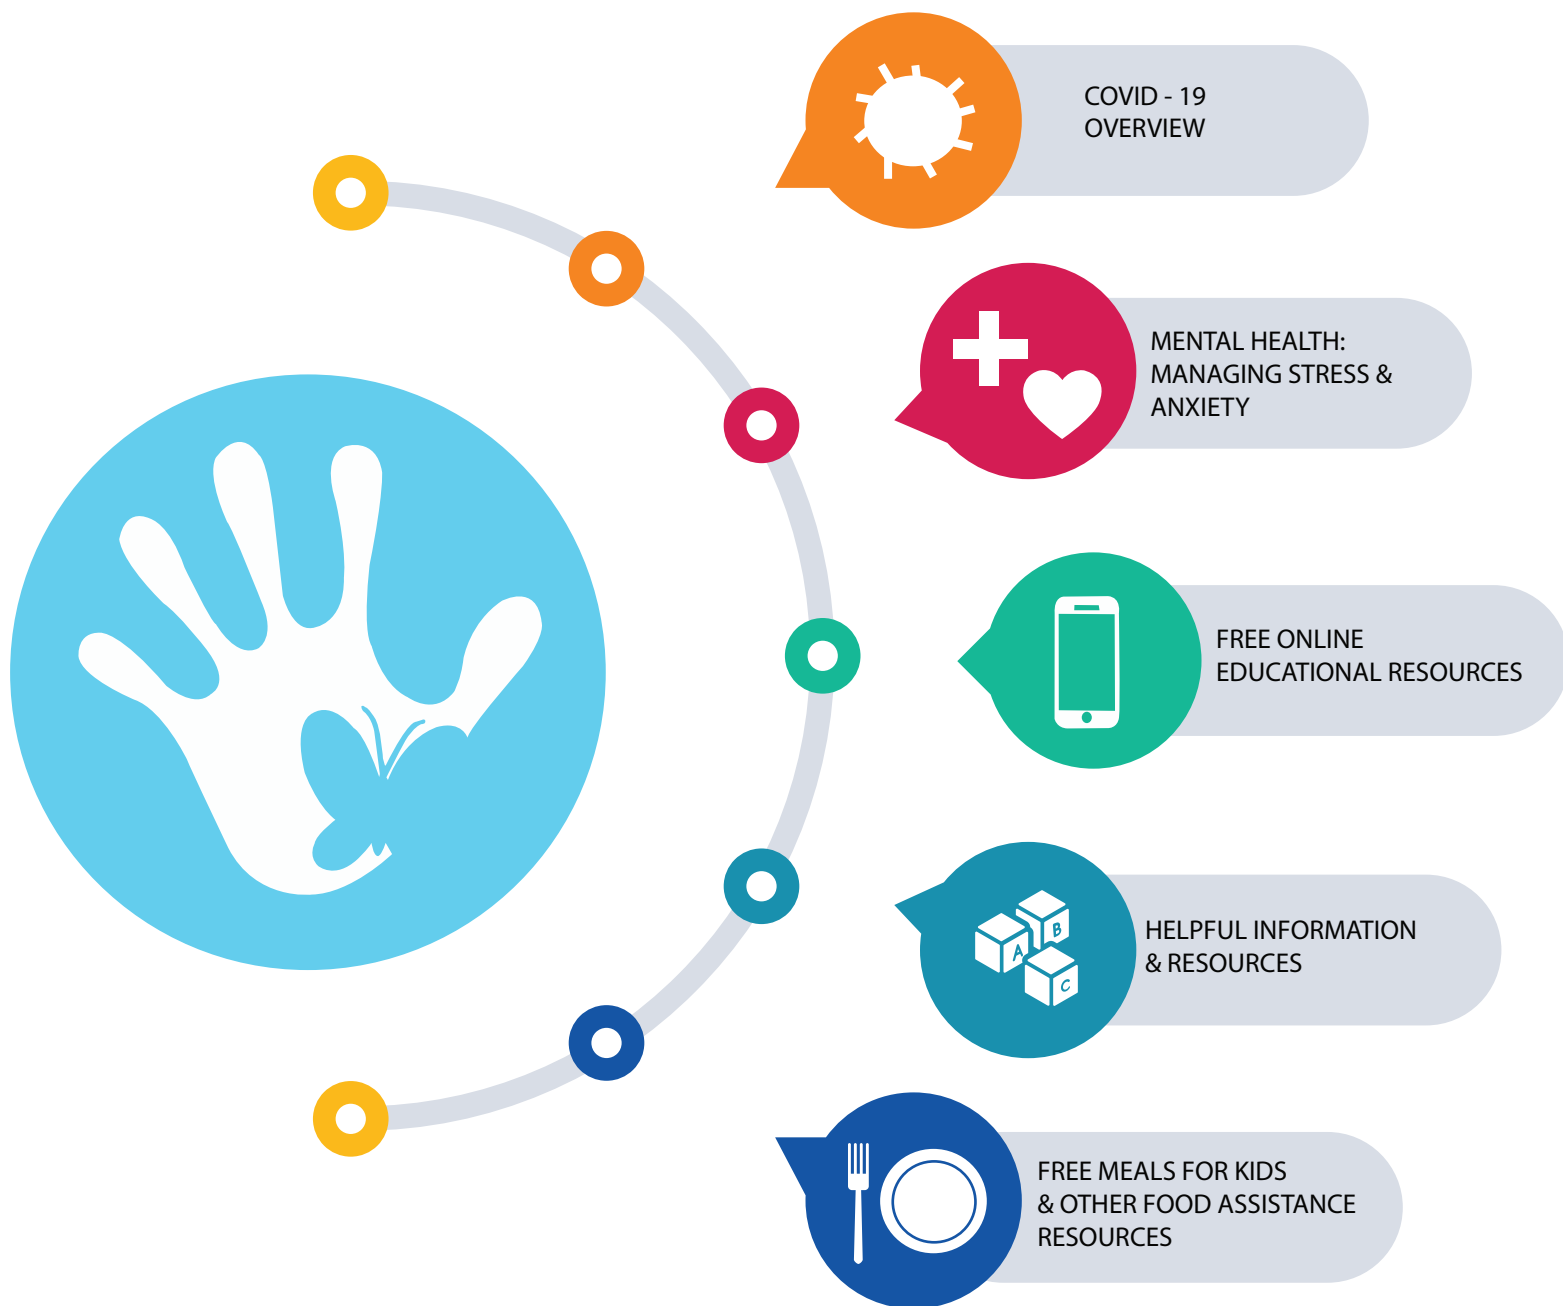 COVID - 19
OVERVIEW
MENTAL HEALTH:
MANAGING STRESS &
ANXIETY
FREE ONLINE
EDUCATIONAL RESOURCES
A
B
C
HELPFUL INFORMATION
& RESOURCES
FREE MEALS FOR KIDS
& OTHER FOOD ASSISTANCE
RESOURCES